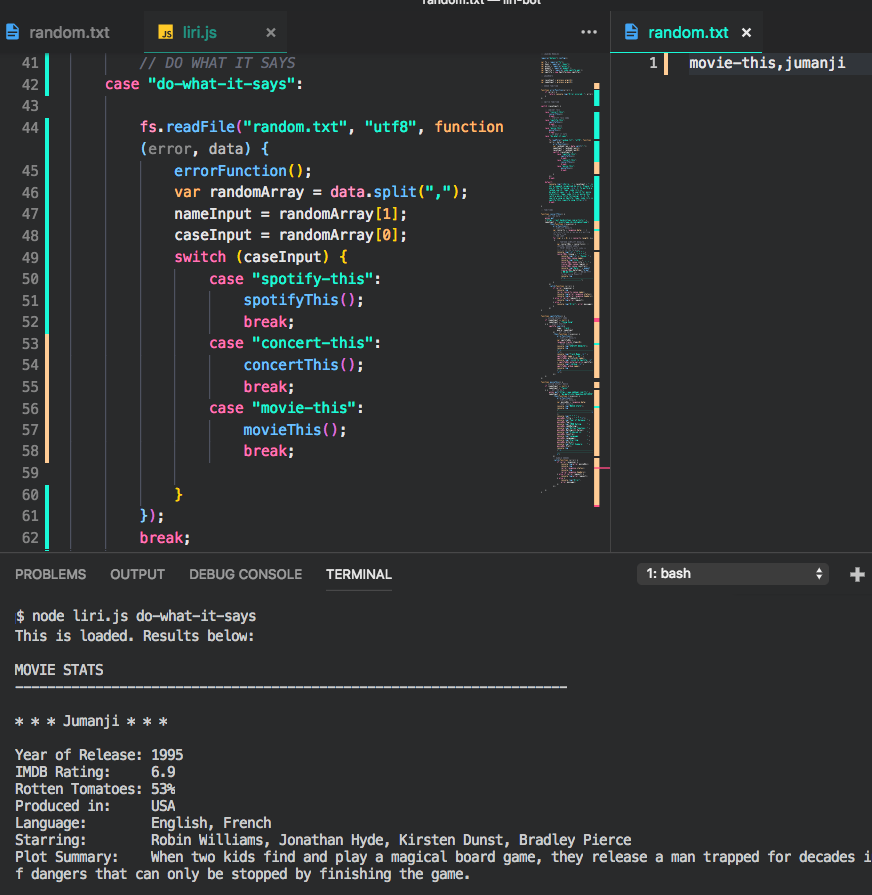 random.txt — liri-bot
random.txt
JS liri.js ×
random.txt ×
41 // DO WHAT IT SAYS
42 case "do-what-it-says":
43
44 fs.readFile("random.txt", "utf8", function
(error, data) {
45 errorFunction();
46 var randomArray = data.split(",");
47 nameInput = randomArray[1];
48 caseInput = randomArray[0];
49 switch (caseInput) {
50 case "spotify-this":
51 spotifyThis();
52 break;
53 case "concert-this":
54 concertThis();
55 break;
56 case "movie-this":
57 movieThis();
58 break;
59
60 }
61 });
62 break;
1 movie-this,jumanji
PROBLEMS OUTPUT DEBUG CONSOLE TERMINAL 1: bash
$ node liri.js do-what-it-says
This is loaded. Results below:
MOVIE STATS
---------------------------------------------------------------------
* * * Jumanji * * *
Year of Release: 1995
IMDB Rating: 6.9
Rotten Tomatoes: 53%
Produced in: USA
Language: English, French
Starring: Robin Williams, Jonathan Hyde, Kirsten Dunst, Bradley Pierce
Plot Summary: When two kids find and play a magical board game, they release a man trapped for decades i
f dangers that can only be stopped by finishing the game.